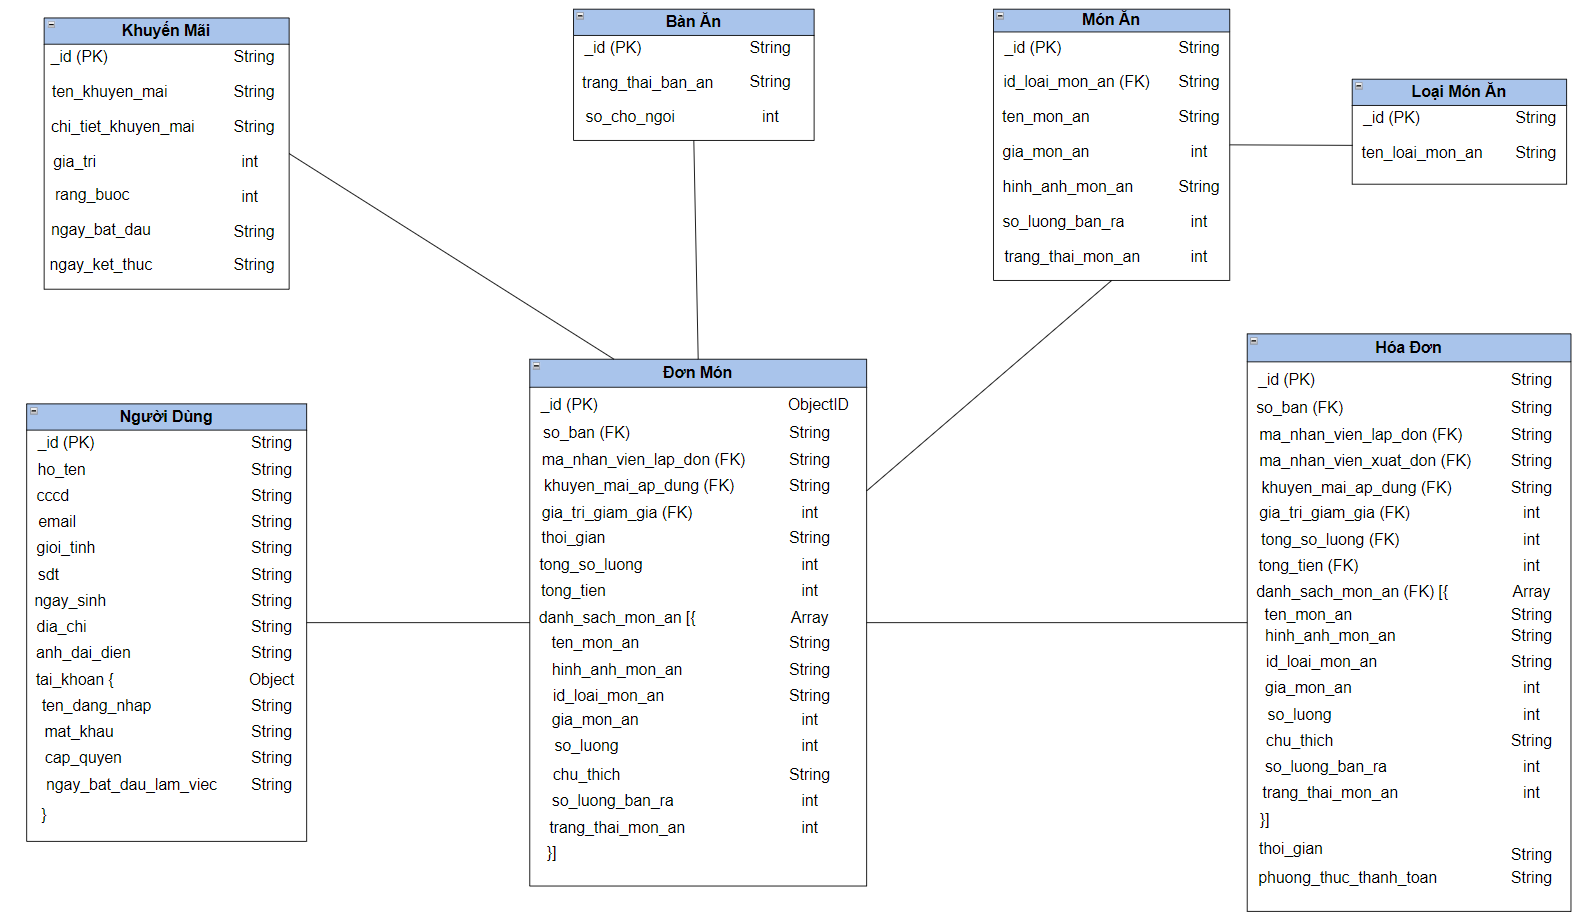 Khuyến Mãi
_id (PK) String
ten_khuyen_mai String
chi_tiet_khuyen_mai String
gia_tri int
rang_buoc int
ngay_bat_dau String
ngay_ket_thuc String
Bàn Ăn
_id (PK) String
trang_thai_ban_an String
so_cho_ngoi int
Món Ăn
_id (PK) String
id_loai_mon_an (FK) String
ten_mon_an String
gia_mon_an int
hinh_anh_mon_an String
so_luong_ban_ra int
trang_thai_mon_an int
Loại Món Ăn
_id (PK) String
ten_loai_mon_an String
Người Dùng
_id (PK) String
ho_ten String
cccd String
email String
gioi_tinh String
sdt String
ngay_sinh String
dia_chi String
anh_dai_dien String
tai_khoan { Object
ten_dang_nhap String
mat_khau String
cap_quyen String
ngay_bat_dau_lam_viec String
}
Đơn Món
_id (PK) ObjectID
so_ban (FK) String
ma_nhan_vien_lap_don (FK) String
khuyen_mai_ap_dung (FK) String
gia_tri_giam_gia (FK) int
thoi_gian String
tong_so_luong int
tong_tien int
danh_sach_mon_an [{ Array
ten_mon_an String
hinh_anh_mon_an String
id_loai_mon_an String
gia_mon_an int
so_luong int
chu_thich String
so_luong_ban_ra int
trang_thai_mon_an int
}]
Hóa Đơn
_id (PK) String
so_ban (FK) String
ma_nhan_vien_lap_don (FK) String
ma_nhan_vien_xuat_don (FK) String
khuyen_mai_ap_dung (FK) String
gia_tri_giam_gia (FK) int
tong_so_luong (FK) int
tong_tien (FK) int
danh_sach_mon_an (FK) [{ Array
ten_mon_an String
hinh_anh_mon_an String
id_loai_mon_an String
gia_mon_an int
so_luong int
chu_thich String
so_luong_ban_ra int
trang_thai_mon_an int
}]
thoi_gian String
phuong_thuc_thanh_toan String